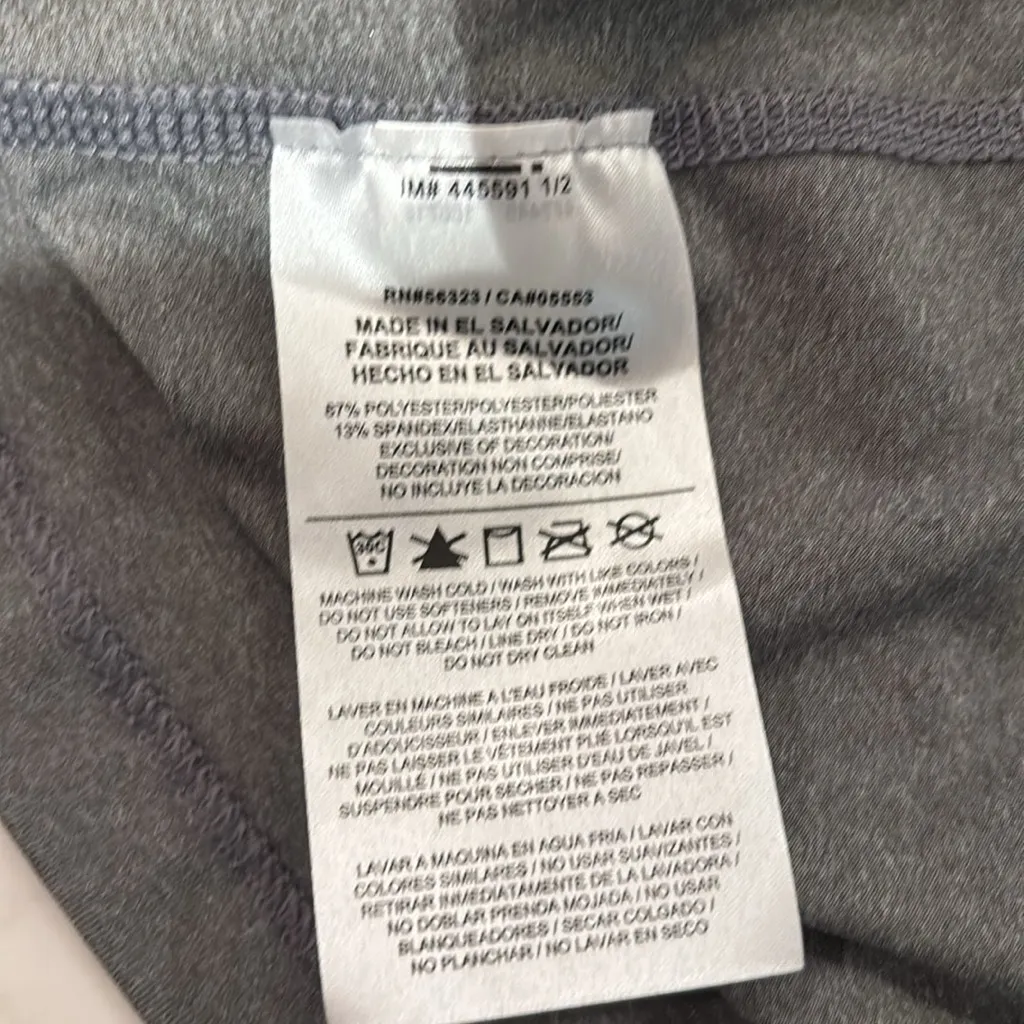 IM# 445591 1/2
RN#56323 / CA#05553
MADE IN EL SALVADOR/
FABRIQUE AU SALVADOR/
HECHO EN EL SALVADOR
87% POLYESTER/POLYESTER/POLIESTER
13% SPANDEX/ELASTHANNE/ELASTANO
EXCLUSIVE OF DECORATION/
DECORATION NON COMPRISE/
NO INCLUYE LA DECORACION
30C
MACHINE WASH COLD / WASH WITH LIKE COLORS /
DO NOT USE SOFTENERS / REMOVE IMMEDIATELY /
DO NOT ALLOW TO LAY ON ITSELF WHEN WET /
DO NOT BLEACH / LINE DRY / DO NOT IRON /
DO NOT DRY CLEAN
LAVER EN MACHINE A L'EAU FROIDE / LAVER AVEC
COULEURS SIMILAIRES / NE PAS UTILISER
D'ADOUCISSEUR / ENLEVER IMMEDIATEMENT /
NE PAS LAISSER LE VETEMENT PLIÉ LORSQU'IL EST
MOUILLÉ / NE PAS UTILISER D'EAU DE JAVEL /
SUSPENDRE POUR SECHER / NE PAS REPASSER /
NE PAS NETTOYER A SEC
LAVAR A MAQUINA EN AGUA FRIA / LAVAR CON
COLORES SIMILARES / NO USAR SUAVIZANTES /
RETIRAR INMEDIATAMENTE DE LA LAVADORA /
NO DOBLAR PRENDA MOJADA / NO USAR
BLANQUEADORES / SECAR COLGADO /
NO PLANCHAR / NO LAVAR EN SECO